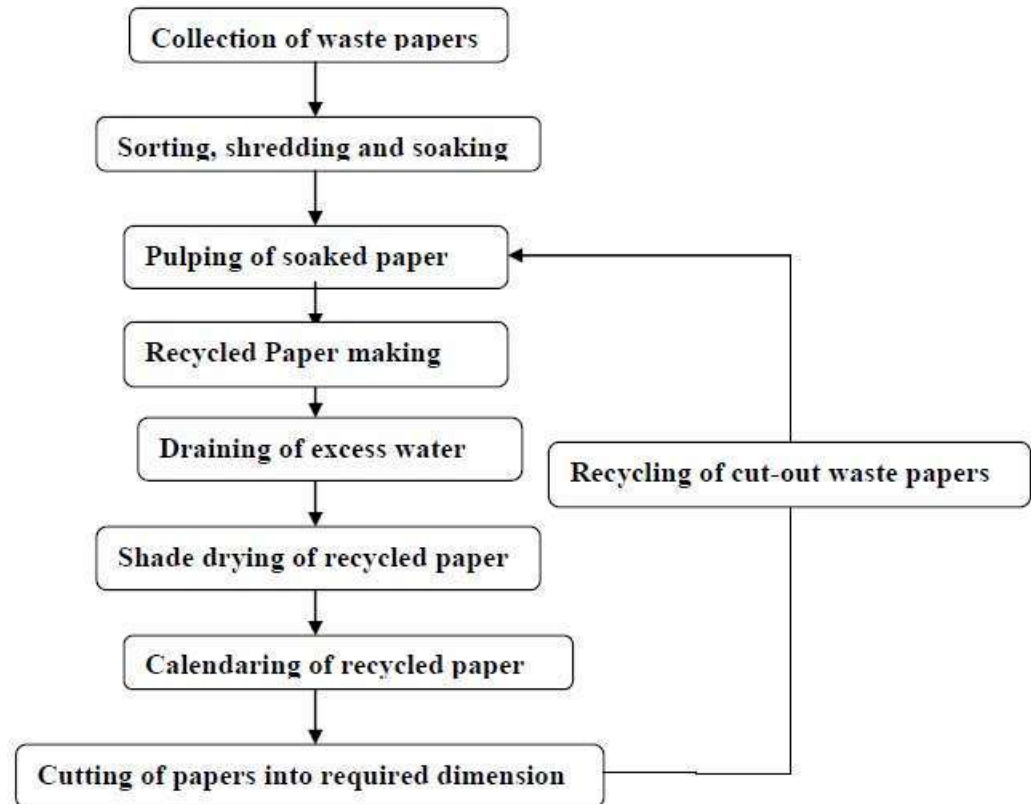 Collection of waste papers
Sorting, shredding and soaking
Pulping of soaked paper
Recycled Paper making
Draining of excess water
Recycling of cut-out waste papers
Shade drying of recycled paper
Calendaring of recycled paper
Cutting of papers into required dimension